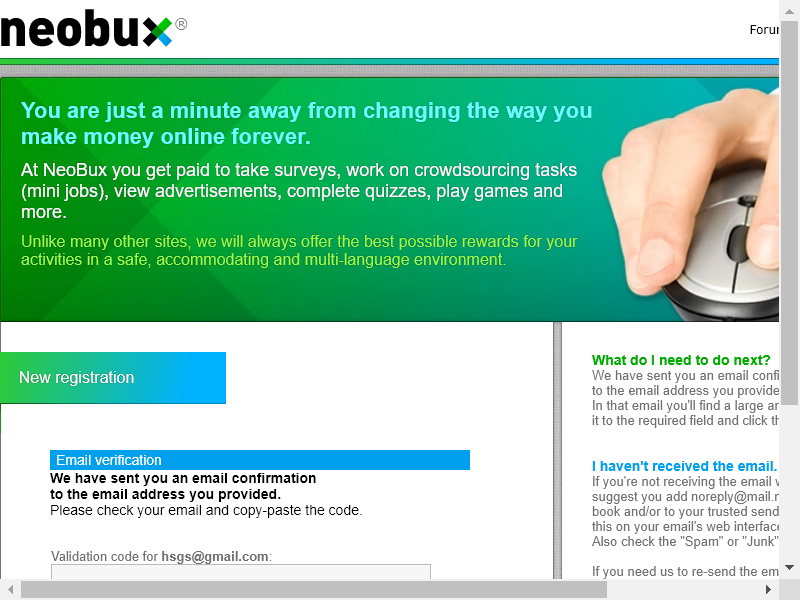 neobux®
You are just a minute away from changing the way you
make money online forever.
At NeoBux you get paid to take surveys, work on crowdsourcing tasks
(mini jobs), view advertisements, complete quizzes, play games and
more.
Unlike many other sites, we will always offer the best possible rewards for your
activities in a safe, accommodating and multi-language environment.
New registration
Email verification
We have sent you an email confirmation
to the email address you provided.
Please check your email and copy-paste the code.
Validation code for hsgs@gmail.com:
What do I need to do next?
We have sent you an email
to the email address you provide
In that email you'll find a large
it to the required field and click
I haven't received the email.
If you're not receiving the email
suggest you add noreply@mail.
book and/or to your trusted send
this on your email's web interface
Also check the "Spam" or "Junk"
If you need us to re-send the